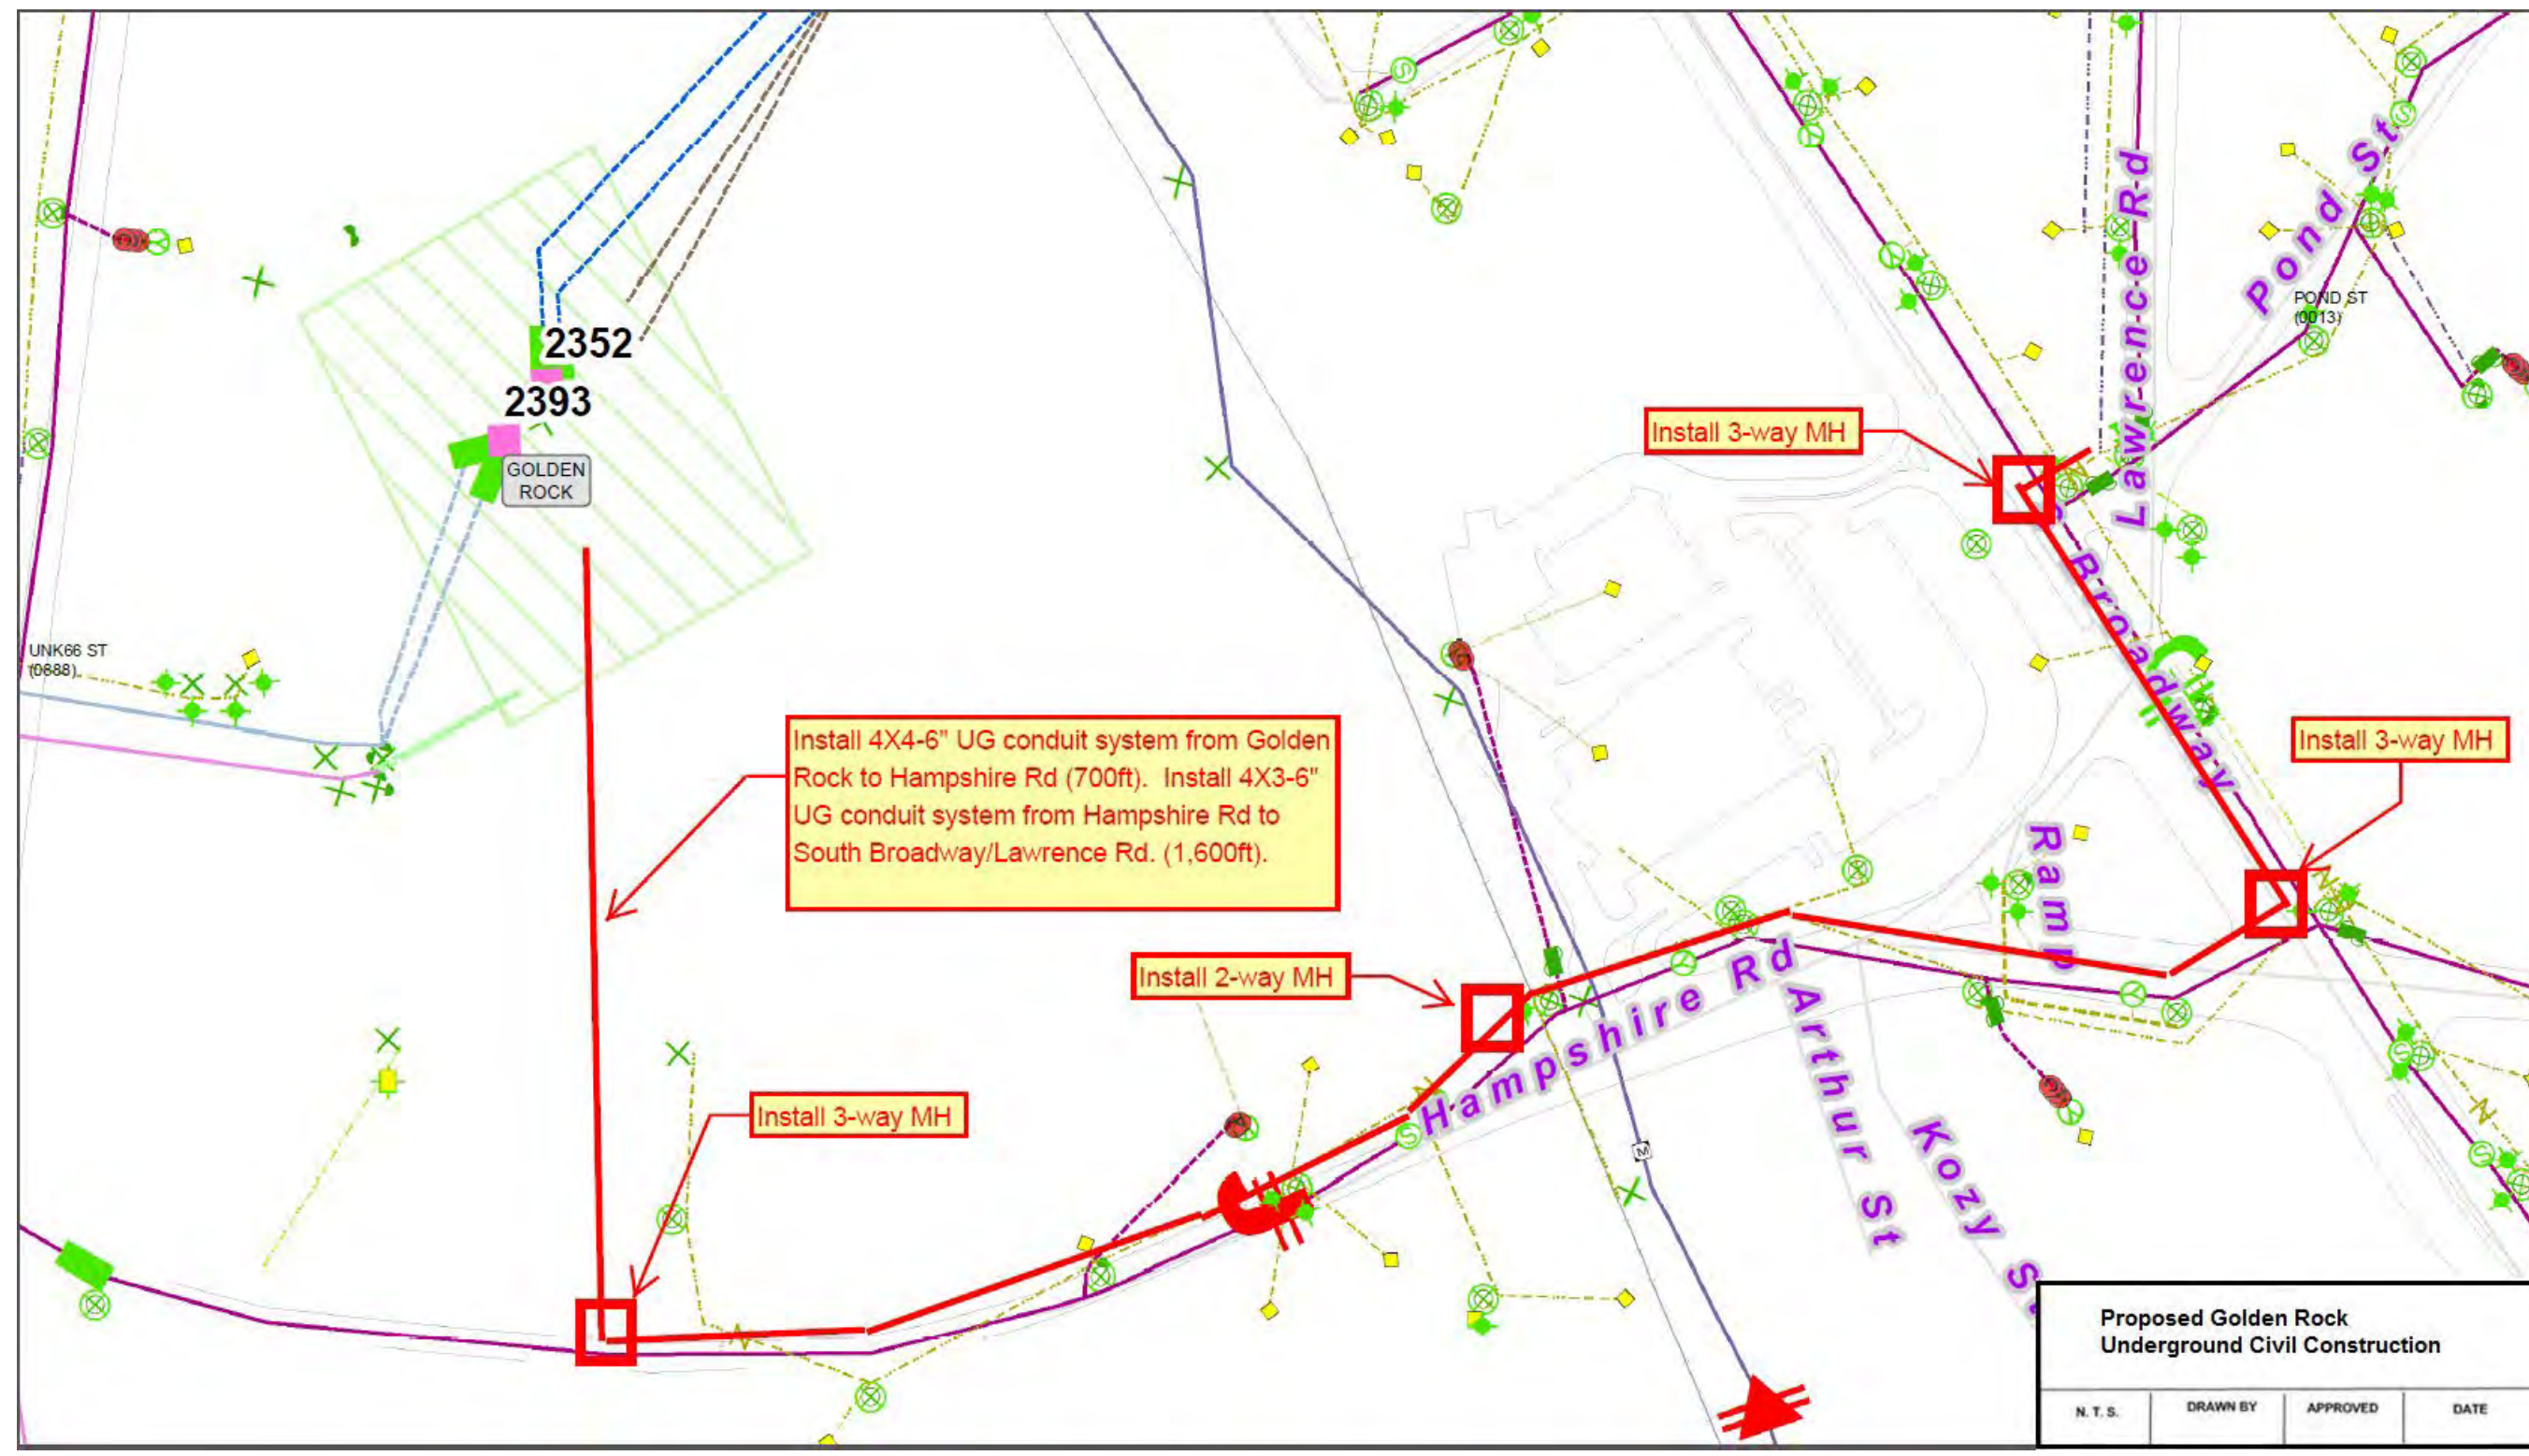 2352
2393
GOLDEN
ROCK
UNK66 ST
(0888)
Lawrence Rd
Pond St
POND ST
(0013)
Install 3-way MH
S Broadway
Install 4X4-6" UG conduit system from Golden
Rock to Hampshire Rd (700ft). Install 4X3-6"
UG conduit system from Hampshire Rd to
South Broadway/Lawrence Rd. (1,600ft).
Install 3-way MH
Ramp
Install 2-way MH
Hampshire Rd
Arthur St
Kozy
M
Install 3-way MH
Proposed Golden Rock
Underground Civil Construction
N. T. S.
DRAWN BY
APPROVED
DATE